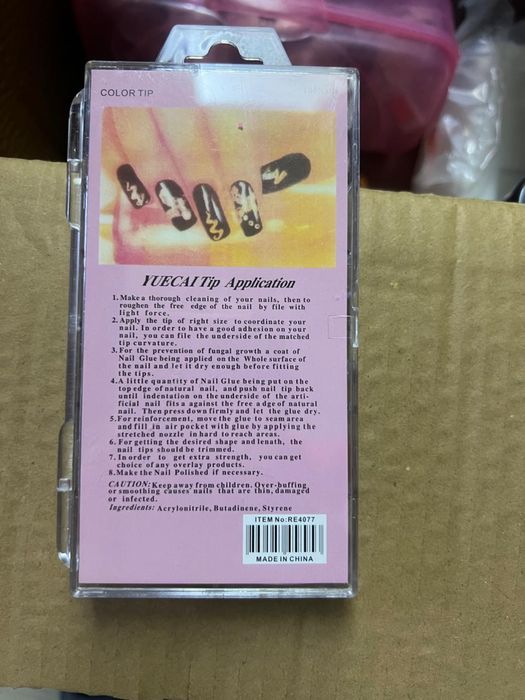 COLOR TIP
YUECAI Tip Application
1. Make a thorough cleaning of your nails, then to
roughen the free edge of the nail by file with
light force.
2. Apply the tip of right size to coordinate your
nail. In order to have a good adhesion on your
nail, you can file the underside of the matched
tip curvature.
3. For the prevention of fungal growth a coat of
Nail Glue being applied on the Whole surface of
the nail and let it dry enough before fitting
the tips.
4. A little quantity of Nail Glue being put on the
top edge of natural nail, and push nail tip back
until indentation on the underside of the arti-
ficial nail fits a against the free a dge of natural
nail. Then press down firmly and let the glue dry.
5. For reinforcement, move the glue to seam area
and fill in air pocket with glue by applying the
stretched nozzle in hard to reach areas.
6. For getting the desired shape and lenath, the
nail tips should be trimmed.
7. In order to get extra strength, you can get
choice of any overlay products.
8. Make the Nail Polished if necessary.
CAUTION: Keep away from children. Over-buffing
or smoothing causes nails that are thin, damaged
or infected.
Ingredients: Acrylonitrile, Butadinene, Styrene
ITEM No: RE4077
MADE IN CHINA